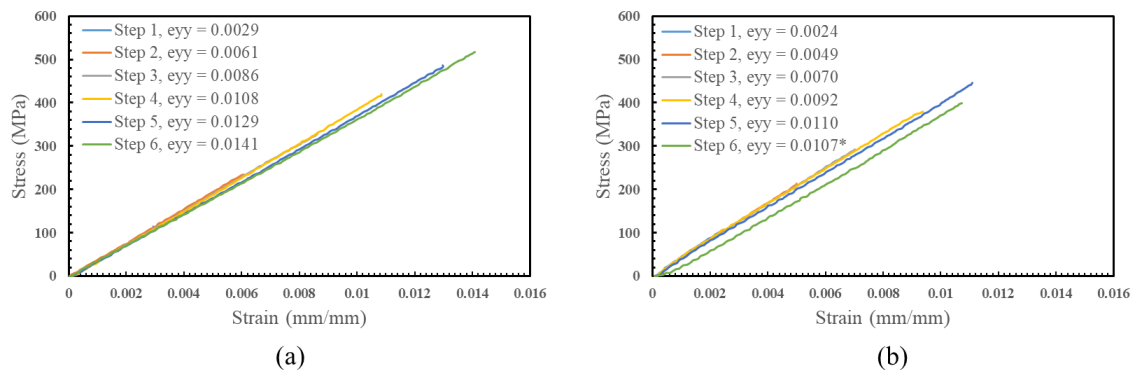 600
500
400
300
200
100
0
Stress (MPa)
Step 1, eyy = 0.0029
Step 2, eyy = 0.0061
Step 3, eyy = 0.0086
Step 4, eyy = 0.0108
Step 5, eyy = 0.0129
Step 6, eyy = 0.0141
0 0.002 0.004 0.006 0.008 0.01 0.012 0.014 0.016
Strain (mm/mm)
(a)
600
500
400
300
200
100
0
Stress (MPa)
Step 1, eyy = 0.0024
Step 2, eyy = 0.0049
Step 3, eyy = 0.0070
Step 4, eyy = 0.0092
Step 5, eyy = 0.0110
Step 6, eyy = 0.0107*
0 0.002 0.004 0.006 0.008 0.01 0.012 0.014 0.016
Strain (mm/mm)
(b)